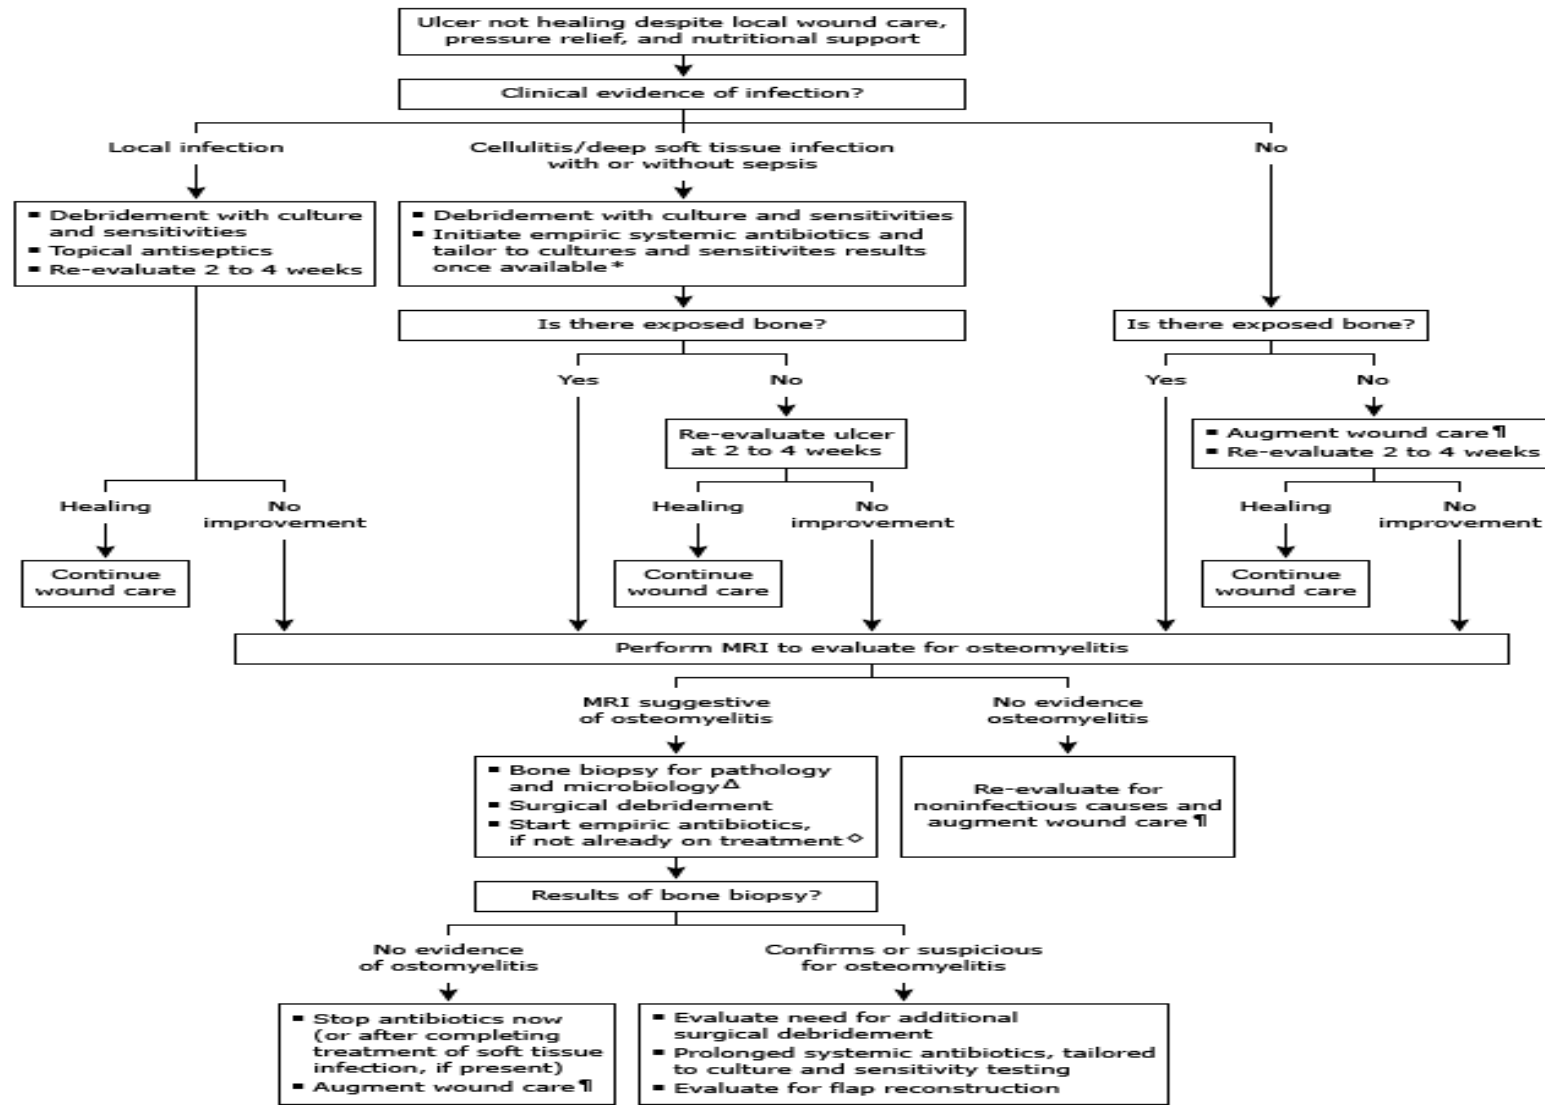 Ulcer not healing despite local wound care,
pressure relief, and nutritional support
Clinical evidence of infection?
Local infection
Cellulitis/deep soft tissue infection
with or without sepsis
No
▪ Debridement with culture
and sensitivities
▪ Topical antiseptics
▪ Re-evaluate 2 to 4 weeks
▪ Debridement with culture and sensitivities
▪ Initiate empiric systemic antibiotics and
tailor to cultures and sensitivites results
once available*
Is there exposed bone?
Is there exposed bone?
Yes
No
Yes
No
Re-evaluate ulcer
at 2 to 4 weeks
▪ Augment wound care¶
▪ Re-evaluate 2 to 4 weeks
Healing
No
improvement
Healing
No
improvement
Healing
No
improvement
Continue
wound care
Continue
wound care
Continue
wound care
Perform MRI to evaluate for osteomyelitis
MRI suggestive
of osteomyelitis
No evidence
osteomyelitis
▪ Bone biopsy for pathology
and microbiologyΔ
▪ Surgical debridement
▪ Start empiric antibiotics,
if not already on treatment◇
Re-evaluate for
noninfectious causes and
augment wound care¶
Results of bone biopsy?
No evidence
of ostomyelitis
Confirms or suspicious
for osteomyelitis
▪ Stop antibiotics now
(or after completing
treatment of soft tissue
infection, if present)
▪ Augment wound care¶
▪ Evaluate need for additional
surgical debridement
▪ Prolonged systemic antibiotics, tailored
to culture and sensitivity testing
▪ Evaluate for flap reconstruction